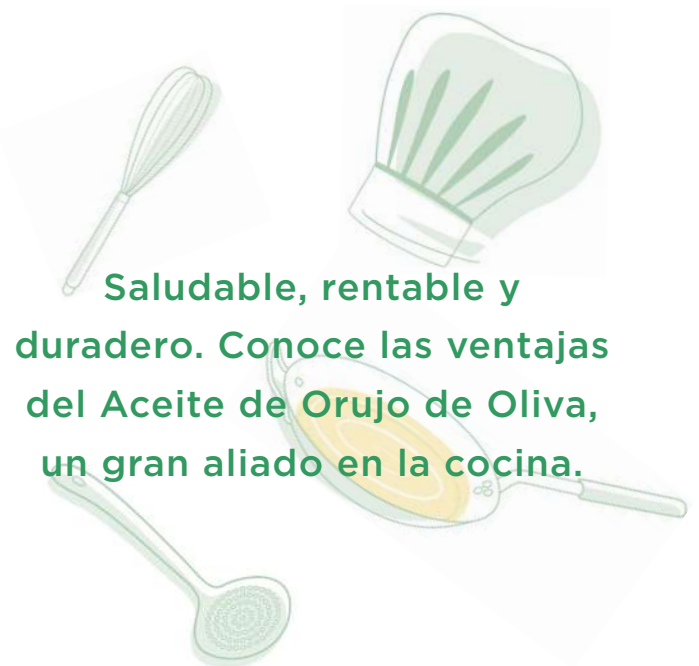 Saludable, rentable y
duradero. Conoce las ventajas
del Aceite de Orujo de Oliva,
un gran aliado en la cocina.